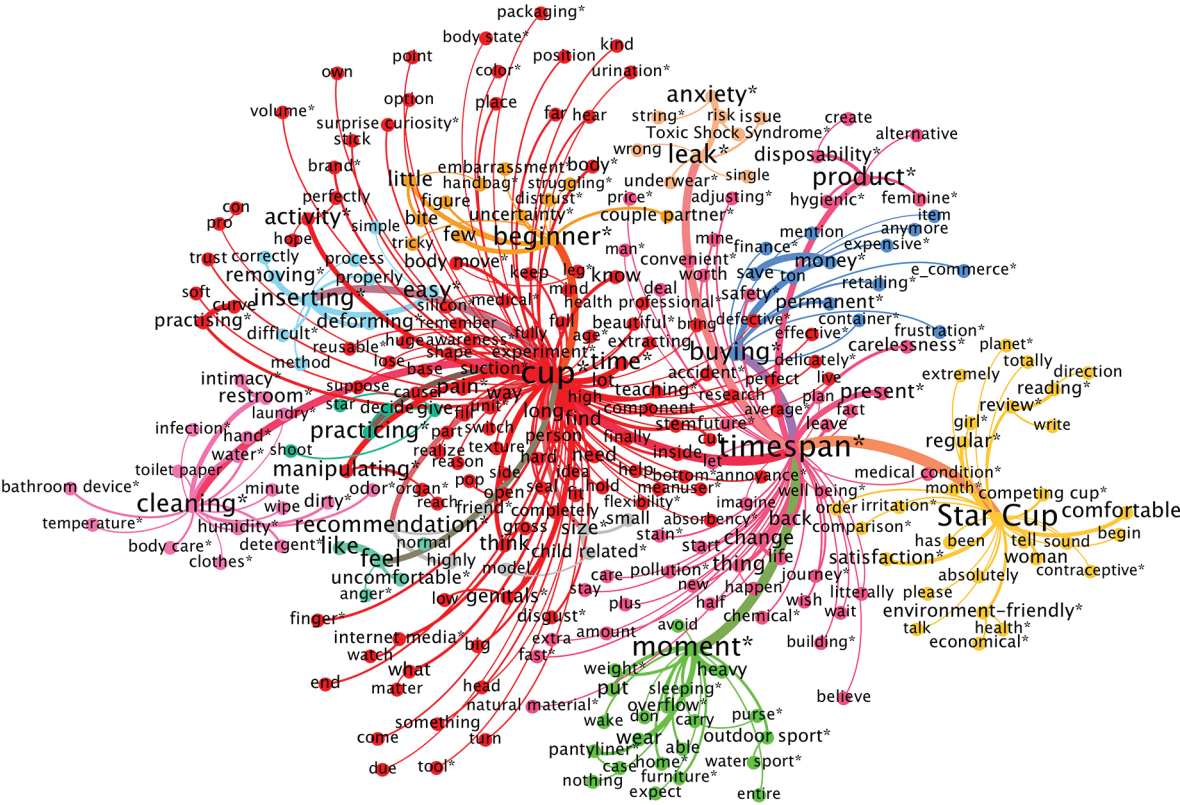 packaging*
body state*
point
position
kind
own
color*
urination*
volume*
option
place
far hear
surprise curiosity*
stick
anxiety*
string*
risk issue
Toxic Shock Syndrome*
create
alternative
wrong
leak*
disposability*
brand*
embarrassment*
body*
little
handbag*
struggling*
underwear*
single
product*
perfectly
figure
distrust*
price*
adjusting*
hygienic*
feminine*
con
pro
activity*
simple
bite
uncertainty*
couple partner*
item
hope
tricky
few
beginner*
mine
mention
anymore
man*
finance*
expensive*
trust
correctly
process
body move*
convenient*
money*
removing*
properly
keep
leg*
know
worth
save
ton
e_commerce*
soft
curve
inserting*
easy*
mind
deal
retailing*
silicon*
medical*
health professional*
safety*
permanent*
practising*
deforming*
remember
full
beautiful*
bring
defective*
container*
difficult*
fully
age*
effective*
frustration*
reusable*
huge
awareness*
extracting
carelessness*
planet*
method
lose
shape
experiment*
time*
buying*
delicately*
totally
base
suction*
cup*
accident*
perfect
live
extremely
direction
intimacy*
suppose
cause
pain*
way
lot
teaching*
research
plan
present*
reading*
restroom*
high
review*
laundry*
star
decide
give
fill
unit*
long
find
component
average*
fact
girl*
write
infection*
hand*
practicing*
part
switch
person
stemfuture*
leave
regular*
water*
shoot
realize
texture*
need
finally
cut
timespan*
toilet paper
manipulating*
reason
side
hard
idea
help
inside
let
medical condition*
bathroom device*
minute
odor*
organ*
pop
seal
hold
bottom*
annoyance*
month*
competing cup*
cleaning*
wipe
dirty*
reach
open
fit
flexibility*
meanuser*
imagine
well being*
order
irritation*
temperature*
humidity*
recommendation*
friend*
completely
small
absorbency*
back
comparison*
Star Cup
comfortable
gross
size*
stain*
body care*
detergent*
like
normal
think
start
change
has been
tell
sound
begin
clothes*
feel
highly
child related*
thing
life
satisfaction*
woman
uncomfortable*
model
care
pollution*
journey*
absolutely
contraceptive*
anger*
low
genitals*
stay
new
happen
litterally
please
finger*
disgust*
plus
half
chemical*
wish
wait
environment-friendly*
internet media*
extra
amount
avoid
talk
health*
watch
big
fast*
moment*
building*
economical*
what
weight*
heavy
end
matter
head
put
sleeping*
natural material*
overflow*
believe
something
wake
don
carry
purse*
come
turn
wear
outdoor sport*
due
tool*
pantyliner*
able
case
home*
water sport*
nothing
furniture*
expect
entire